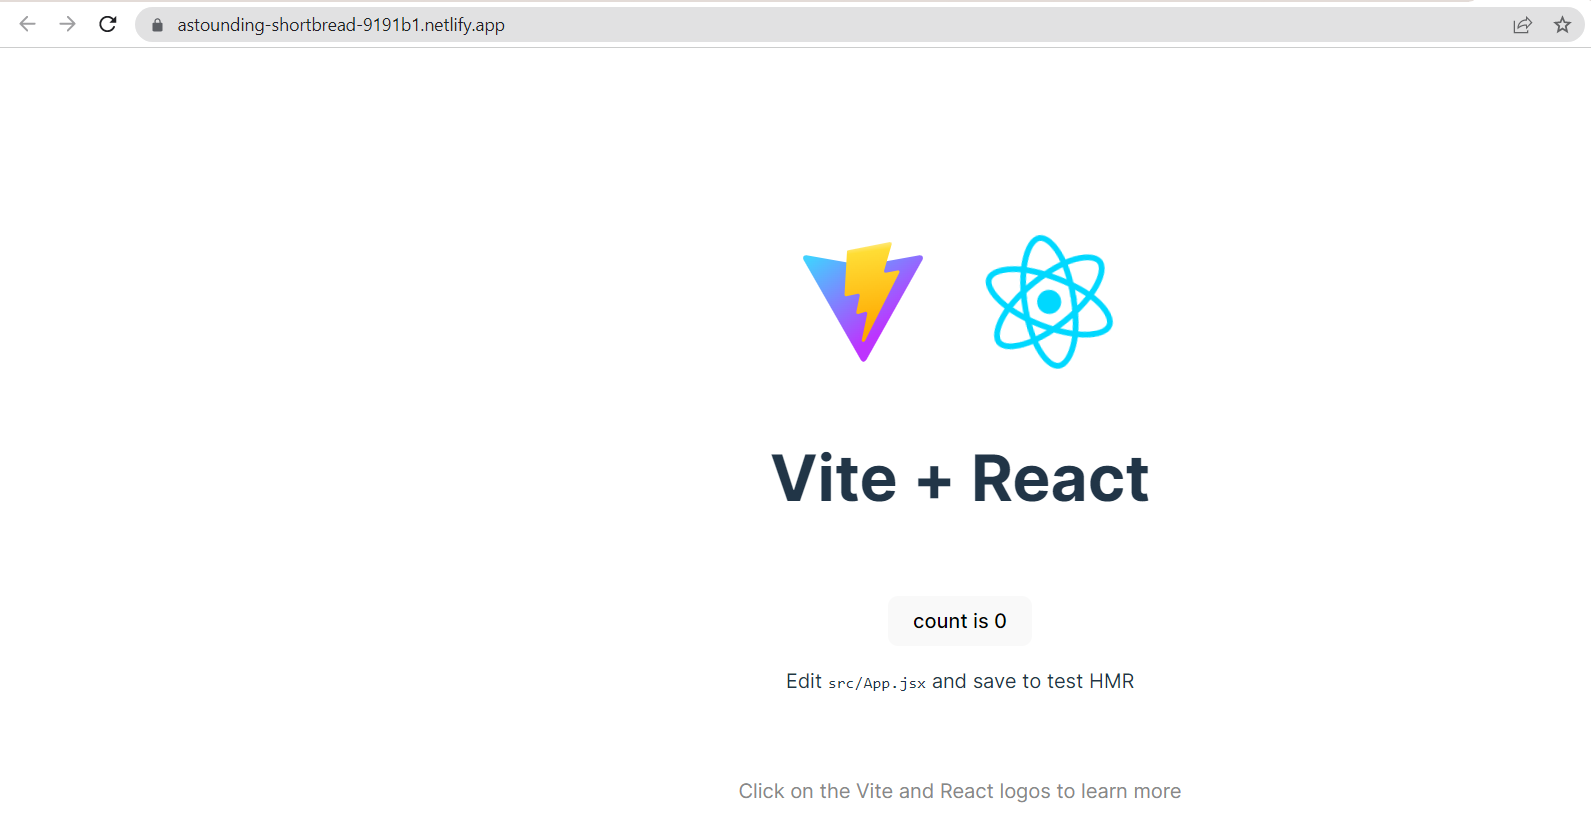 astounding-shortbread-9191b1.netlify.app
Vite + React
count is 0
Edit src/App.jsx and save to test HMR
Click on the Vite and React logos to learn more